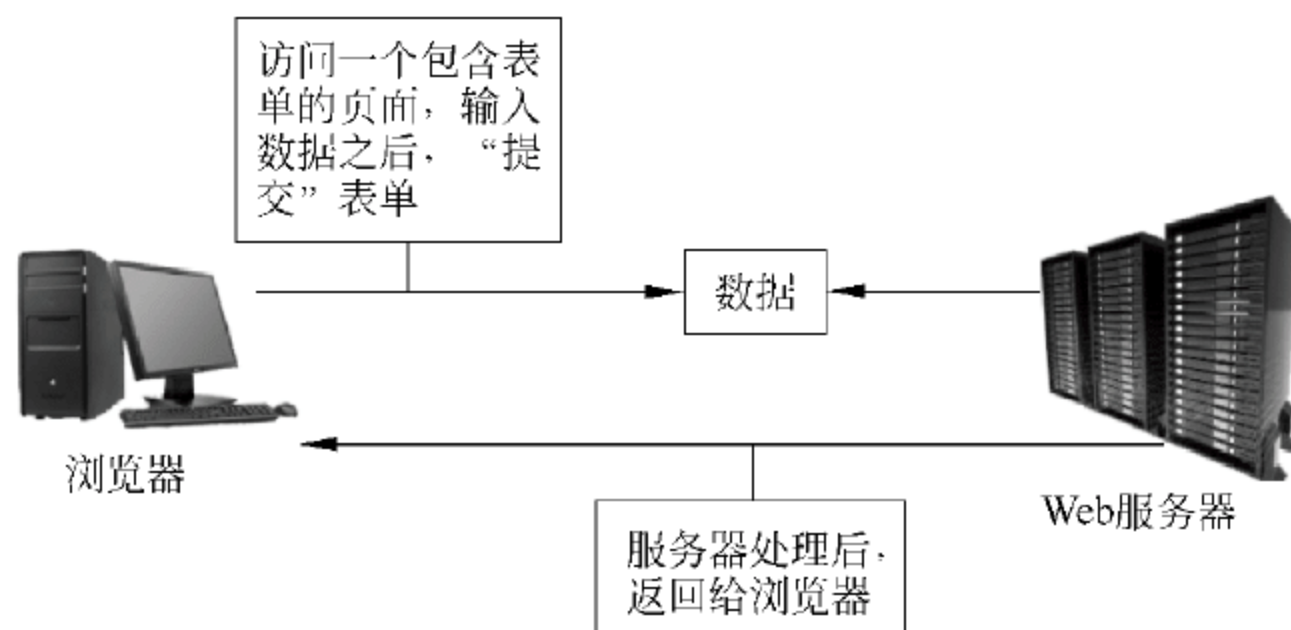 访问一个包含表
单的页面，输入
数据之后，“提
交”表单
数据
浏览器
Web服务器
服务器处理后，
返回给浏览器